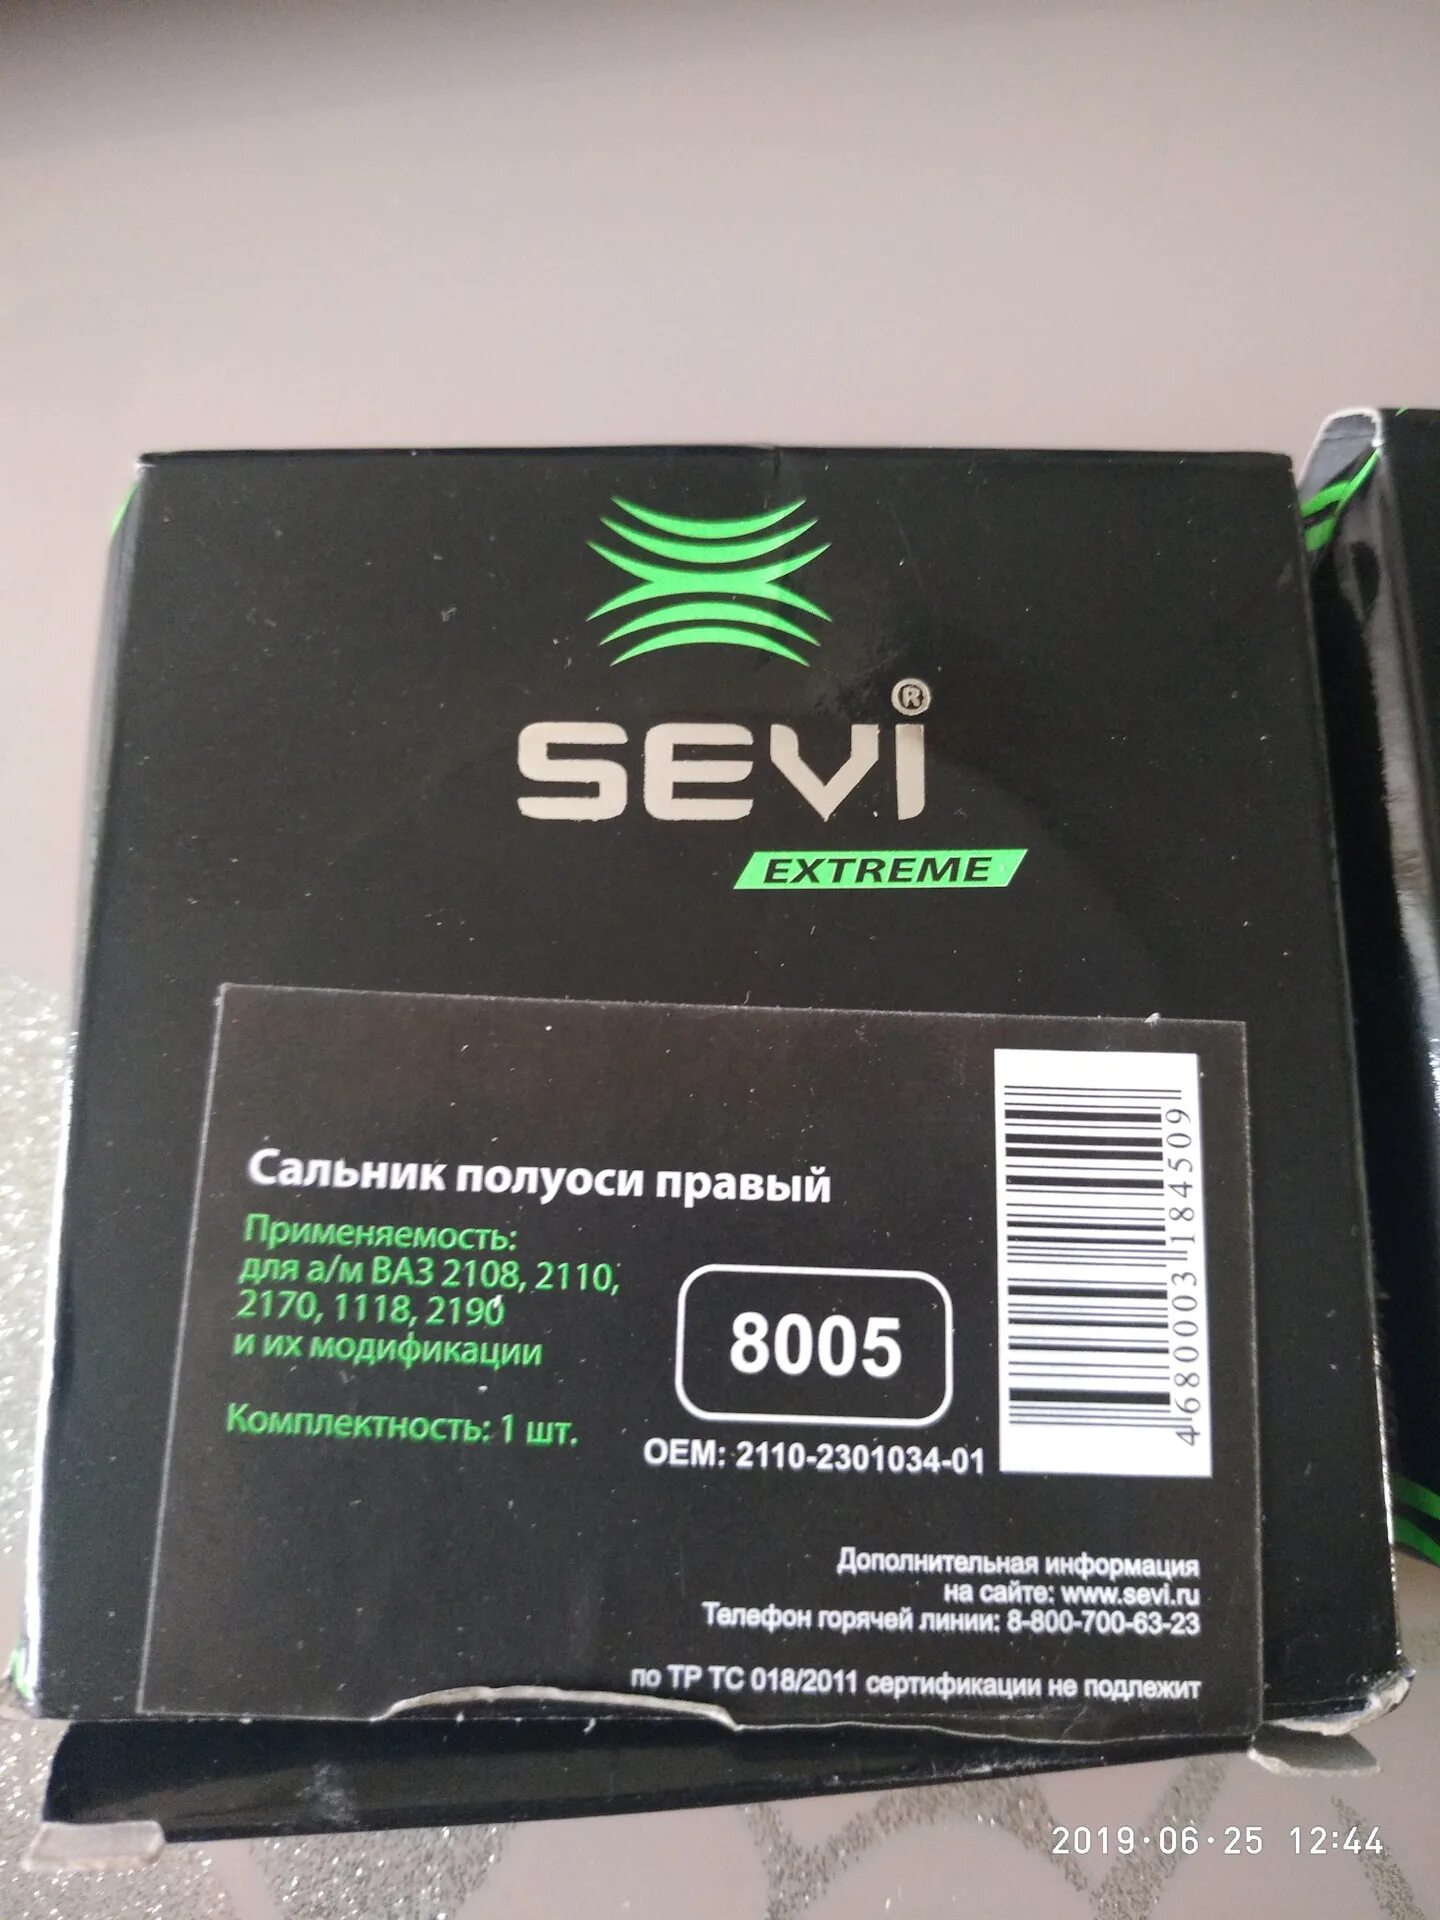 SEVI®
EXTREME
Сальник полуоси правый
Применяемость:
для а/м ВАЗ 2108, 2110,
2170, 1118, 2190
и их модификации
Комплектность: 1 шт.
8005
OEM: 2110-2301034-01
4680003184509
Дополнительная информация
на сайте: www.sevi.ru
Телефон горячей линии: 8-800-700-63-23
по ТР ТС 018/2011 сертификации не подлежит
2019·06·25 12:44